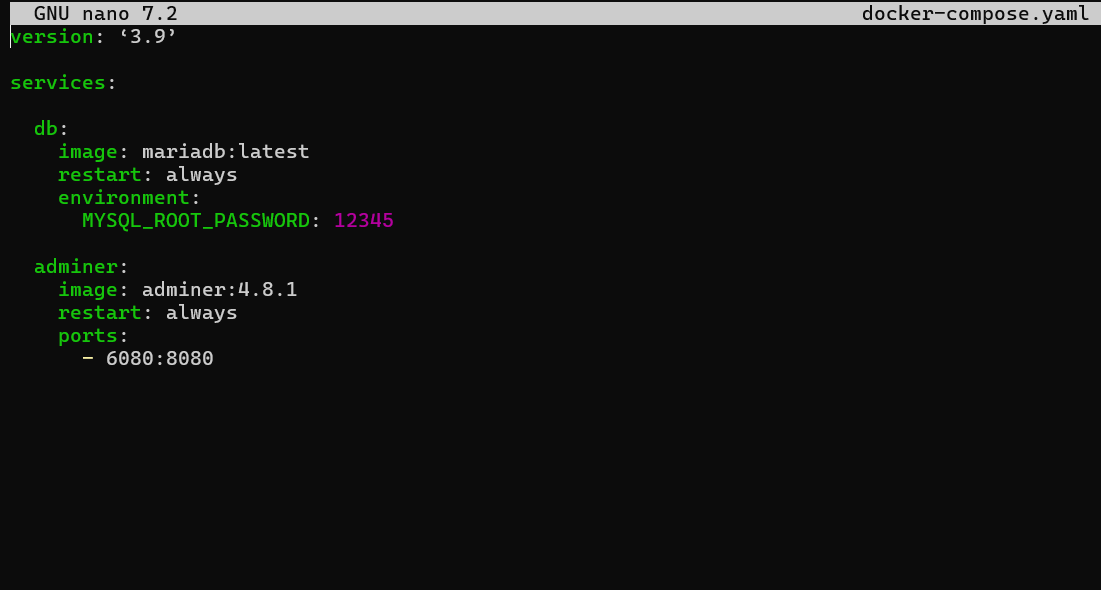 GNU nano 7.2 docker-compose.yaml
version: ‘3.9’
services:
  db:
    image: mariadb:latest
    restart: always
    environment:
      MYSQL_ROOT_PASSWORD: 12345
  adminer:
    image: adminer:4.8.1
    restart: always
    ports:
      - 6080:8080